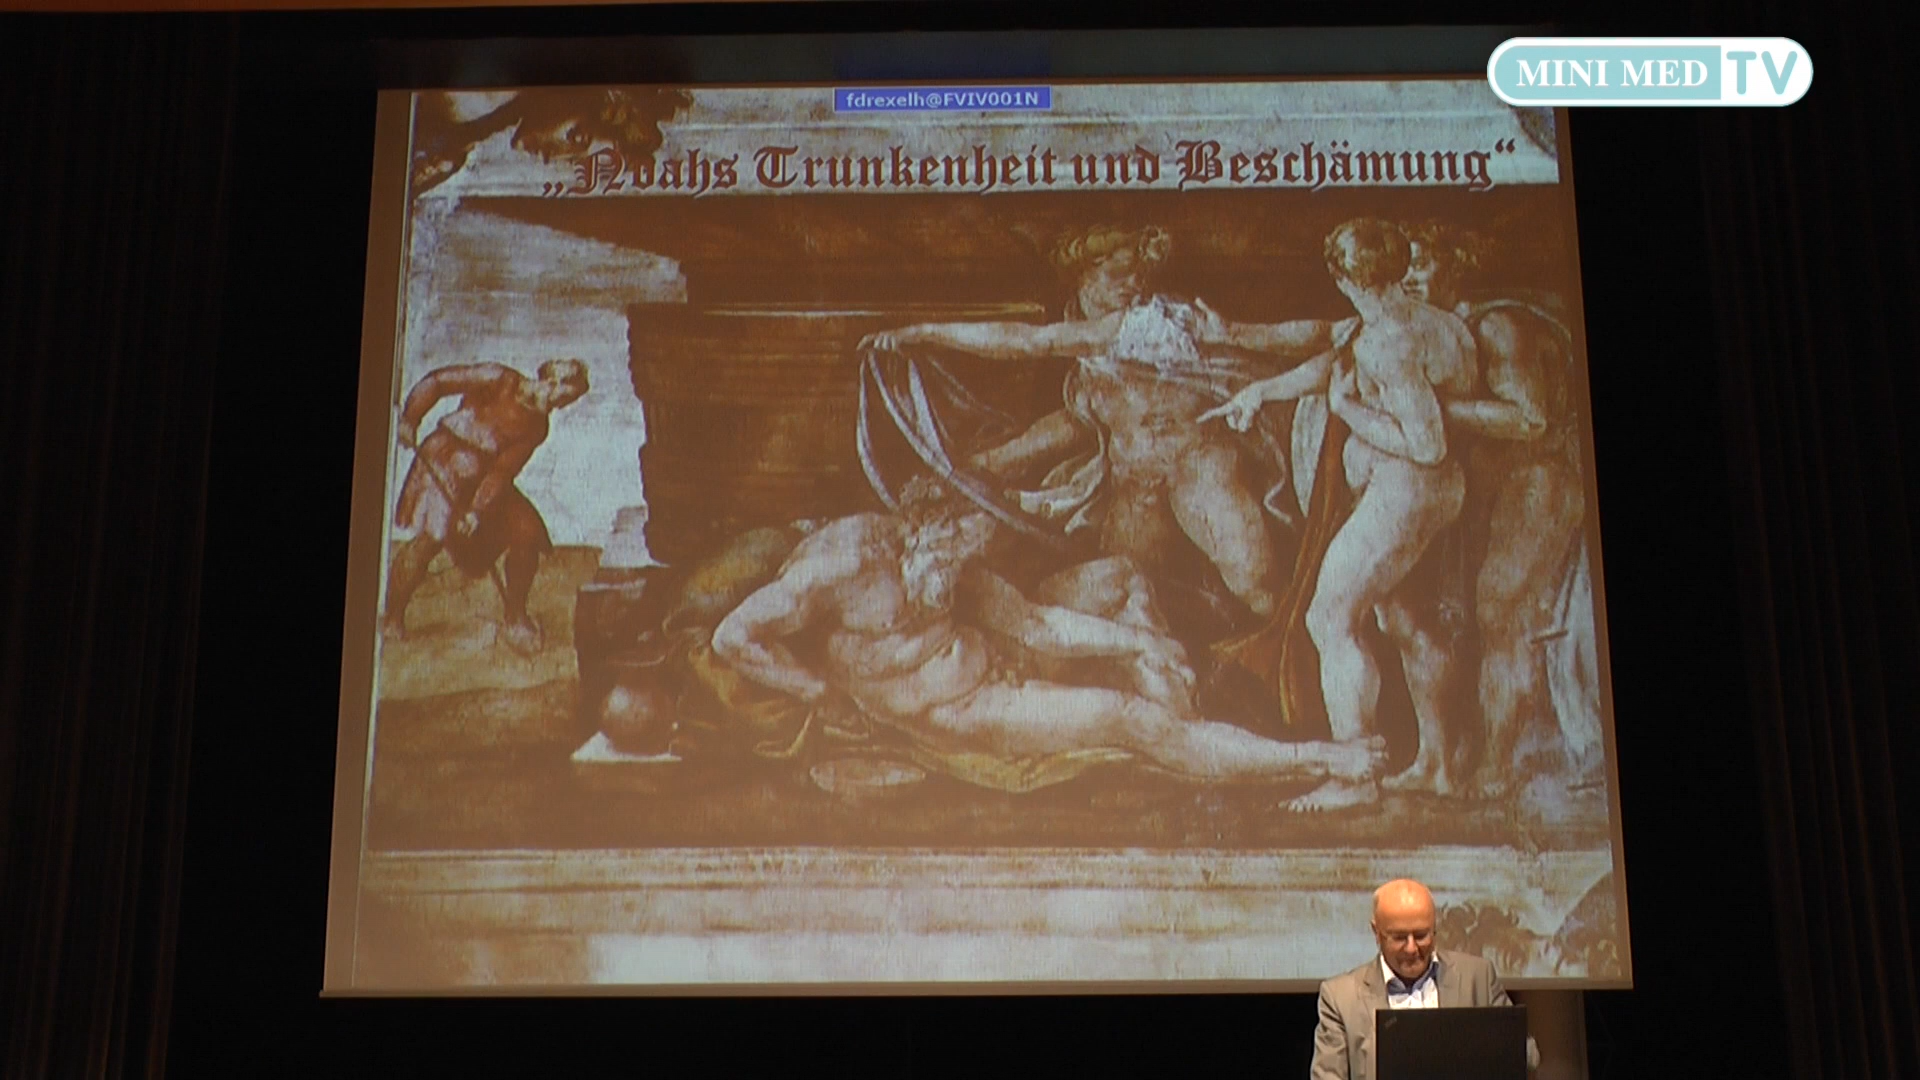 MINI MED TV
fdrexelh@FVIV001N
„Noahs Trunkenheit und Beschämung“